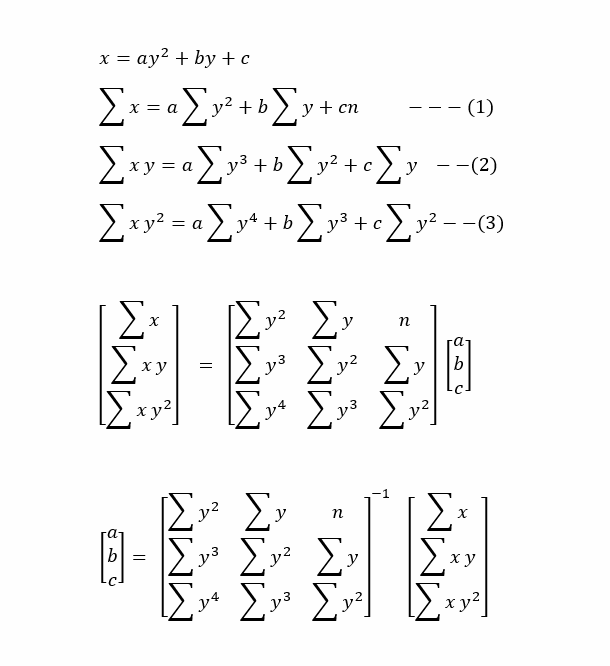 x = ay² + by + c
∑ x = a ∑ y² + b ∑ y + cn − − − (1)
∑ x y = a ∑ y³ + b ∑ y² + c ∑ y − −(2)
∑ x y² = a ∑ y⁴ + b ∑ y³ + c ∑ y² − −(3)
[∑ x ; ∑ x y ; ∑ x y²] = [∑ y² ∑ y n ; ∑ y³ ∑ y² ∑ y ; ∑ y⁴ ∑ y³ ∑ y²] [a ; b ; c]
[a ; b ; c] = [∑ y² ∑ y n ; ∑ y³ ∑ y² ∑ y ; ∑ y⁴ ∑ y³ ∑ y²]⁻¹ [∑ x ; ∑ x y ; ∑ x y²]